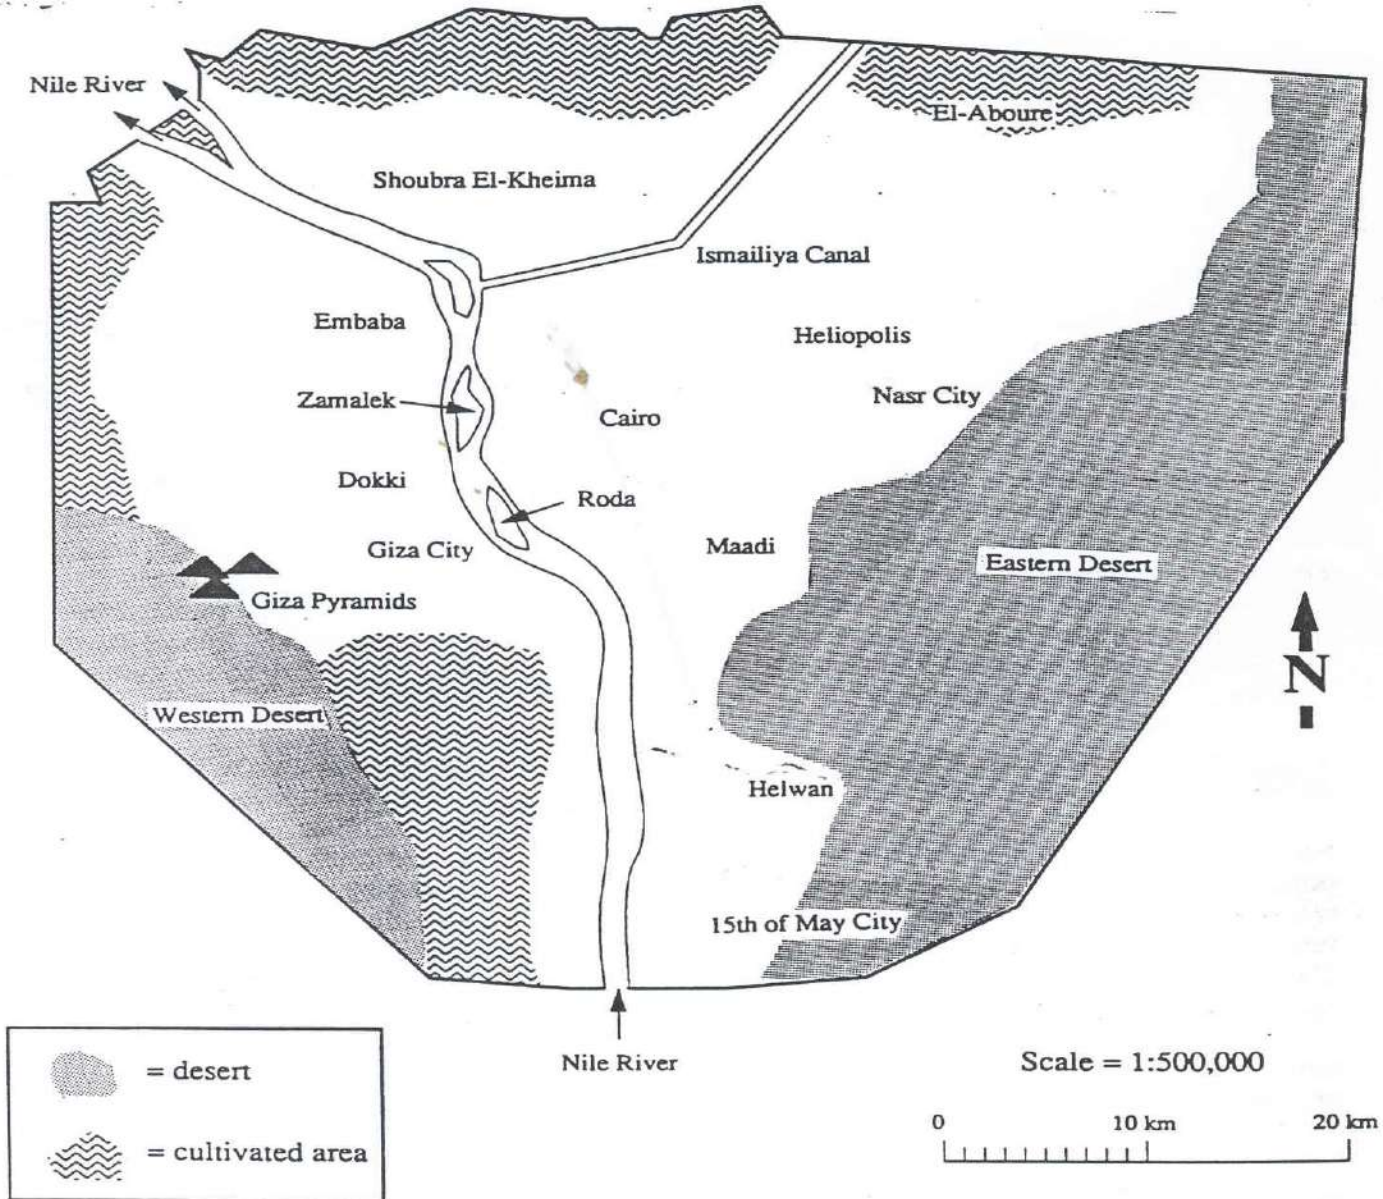 Nile River
El-Aboure
Shoubra El-Kheima
Ismailiya Canal
Embaba
Heliopolis
Zamalek
Nasr City
Cairo
Dokki
Roda
Giza City
Maadi
Eastern Desert
Giza Pyramids
N
Western Desert
Helwan
15th of May City
Nile River
Scale = 1:500,000
= desert
0 10 km 20 km
= cultivated area